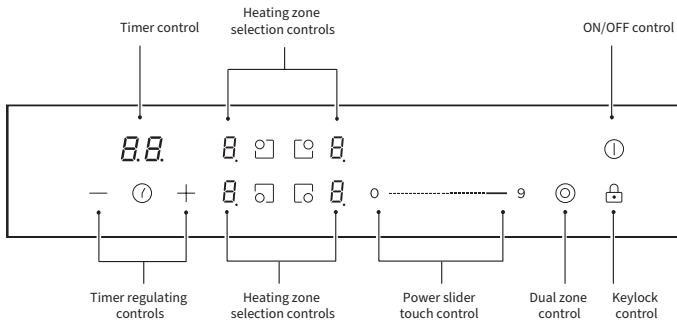 Heating zone
selection controls
Timer control
ON/OFF control
8.8.
8.
8.
8.
8.
0
9
Timer regulating
controls
Heating zone
selection controls
Power slider
touch control
Dual zone
control
Keylock
control